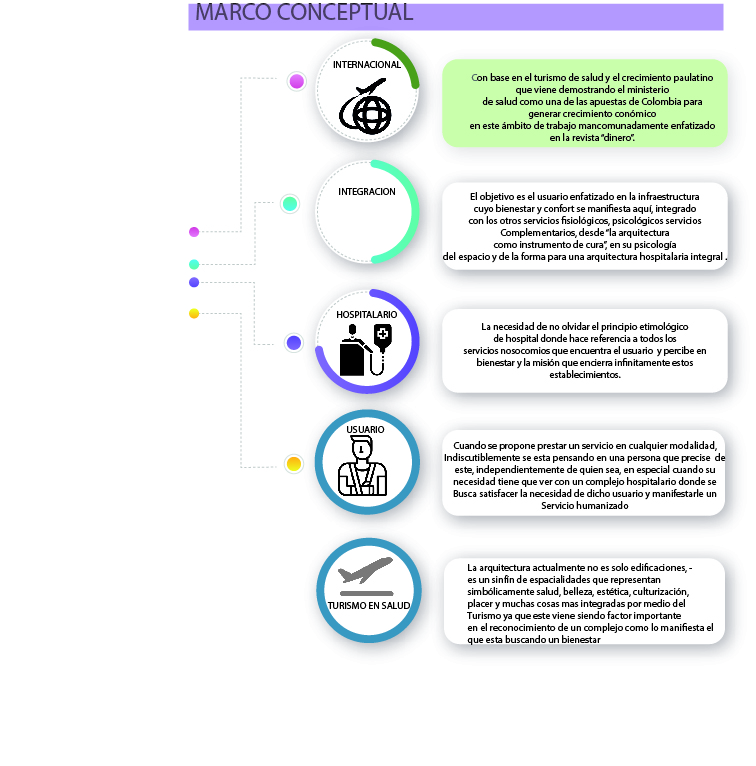 MARCO CONCEPTUAL
INTERNACIONAL
Con base en el turismo de salud y el crecimiento paulatino
que viene demostrando el ministerio
de salud como una de las apuestas de Colombia para
generar crecimiento conómico
en este ámbito de trabajo mancomunadamente enfatizado
en la revista “dinero”.
INTEGRACION
El objetivo es el usuario enfatizado en la infraestructura
cuyo bienestar y confort se manifiesta aquí, integrado
con los otros servicios fisiológicos, psicológicos servicios
Complementarios, desde “la arquitectura
como instrumento de cura”, en su psicología
del espacio y de la forma para una arquitectura hospitalaria integral .
HOSPITALARIO
La necesidad de no olvidar el principio etimológico
de hospital donde hace referencia a todos los
servicios nosocomios que encuentra el usuario y percibe en
bienestar y la misión que encierra infinitamente estos
establecimientos.
USUARIO
Cuando se propone prestar un servicio en cualquier modalidad,
Indiscutiblemente se esta pensando en una persona que precise de
este, independientemente de quien sea, en especial cuando su
necesidad tiene que ver con un complejo hospitalario donde se
Busca satisfacer la necesidad de dicho usuario y manifestarle un
Servicio humanizado
TURISMO EN SALUD
La arquitectura actualmente no es solo edificaciones, -
es un sinfín de espacialidades que representan
simbólicamente salud, belleza, estética, culturización,
placer y muchas cosas mas integradas por medio del
Turismo ya que este viene siendo factor importante
en el reconocimiento de un complejo como lo manifiesta el
que esta buscando un bienestar